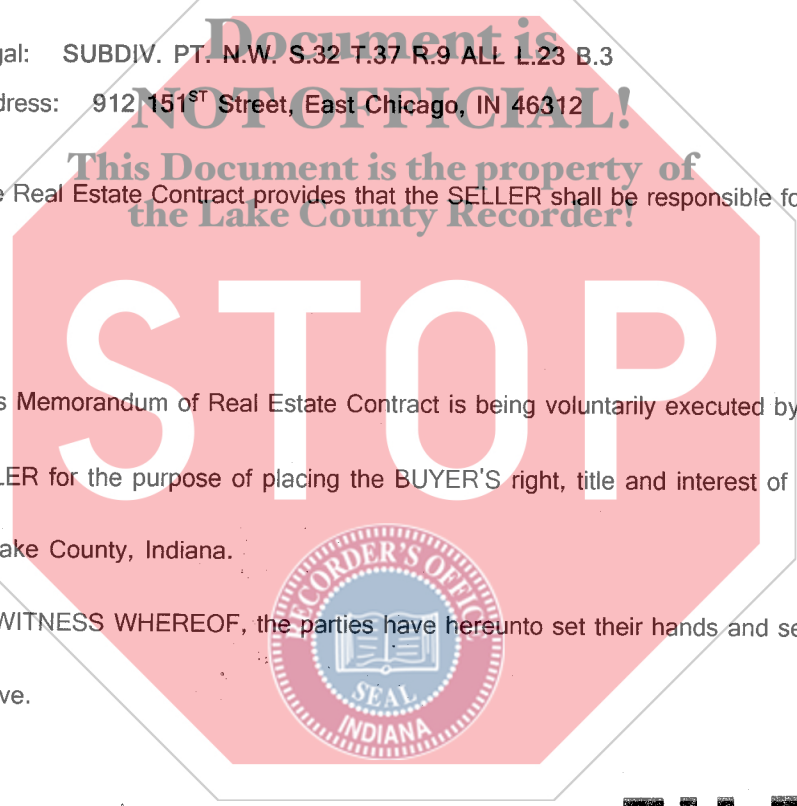 Document is
gal: SUBDIV. PT. N.W. S.32 T.37 R.9 ALL L.23 B.3
dress: 912 151ST Street, East Chicago, IN 46312
NOT OFFICIAL!
This Document is the property of
e Real Estate Contract provides that the SELLER shall be responsible fo
the Lake County Recorder!
STOP
s Memorandum of Real Estate Contract is being voluntarily executed by
LER for the purpose of placing the BUYER'S right, title and interest of
ake County, Indiana.
RECORDER'S OFFICE
WITNESS WHEREOF, the parties have hereunto set their hands and se
SEAL
ve.
INDIANA